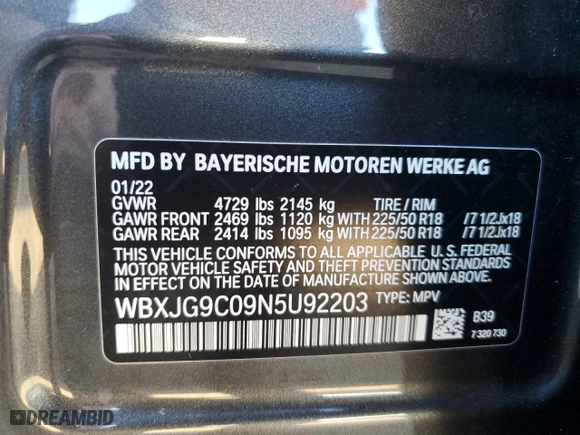 MFD BY BAYERISCHE MOTOREN WERKE AG
01/22
GVWR 4729 lbs 2145 kg TIRE / RIM
GAWR FRONT 2469 lbs 1120 kg WITH 225/50 R18 /7 1/2Jx18
GAWR REAR 2414 lbs 1095 kg WITH 225/50 R18 /7 1/2Jx18
THIS VEHICLE CONFORMS TO ALL APPLICABLE U.S. FEDERAL
MOTOR VEHICLE SAFETY AND THEFT PREVENTION STANDARDS
IN EFFECT ON THE DATE OF MANUFACTURE SHOWN ABOVE.
WBXJG9C09N5U92203 TYPE: MPV
B39
7 320 730
DREAMBID